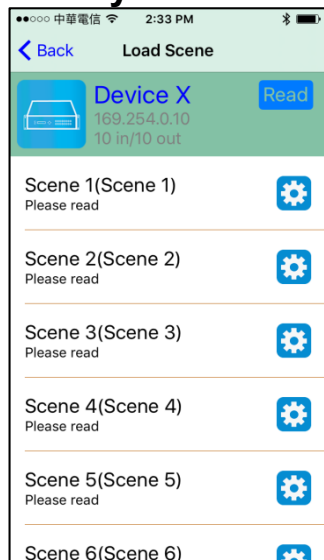 中華電信 2:33 PM
Back Load Scene
Device X Read
169.254.0.10
10 in/10 out
Scene 1(Scene 1)
Please read
Scene 2(Scene 2)
Please read
Scene 3(Scene 3)
Please read
Scene 4(Scene 4)
Please read
Scene 5(Scene 5)
Please read
Scene 6(Scene 6)